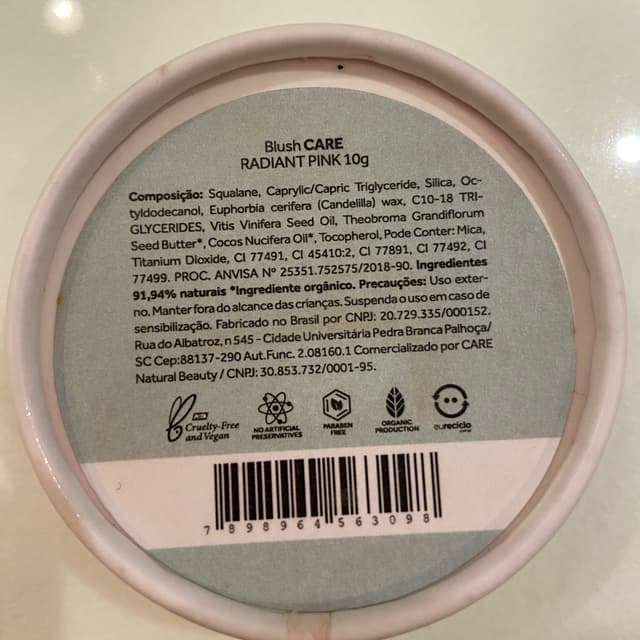 Blush CARE
RADIANT PINK 10g
Composição: Squalane, Caprylic/Capric Triglyceride, Silica, Oc-
tyldodecanol, Euphorbia cerifera (Candelilla) wax, C10-18 TRI-
GLYCERIDES, Vitis Vinifera Seed Oil, Theobroma Grandiflorum
Seed Butter*, Cocos Nucifera Oil*, Tocopherol, Pode Conter: Mica,
Titanium Dioxide, CI 77491, CI 45410:2, CI 77891, CI 77492, CI
77499. PROC. ANVISA Nº 25351.752575/2018-90. Ingredientes
91,94% naturais *Ingrediente orgânico. Precauções: Uso exter-
no. Manter fora do alcance das crianças. Suspenda o uso em caso de
sensibilização. Fabricado no Brasil por CNPJ: 20.729.335/000152.
Rua do Albatroz, n 545 - Cidade Universitária Pedra Branca Palhoça/
SC Cep:88137-290 Aut.Func. 2.08160.1 Comercializado por CARE
Natural Beauty / CNPJ: 30.853.732/0001-95.
Cruelty-Free
and Vegan
NO ARTIFICIAL
PRESERVATIVES
PARABEN
FREE
ORGANIC
PRODUCTION
eureciclo
7 898964 563098